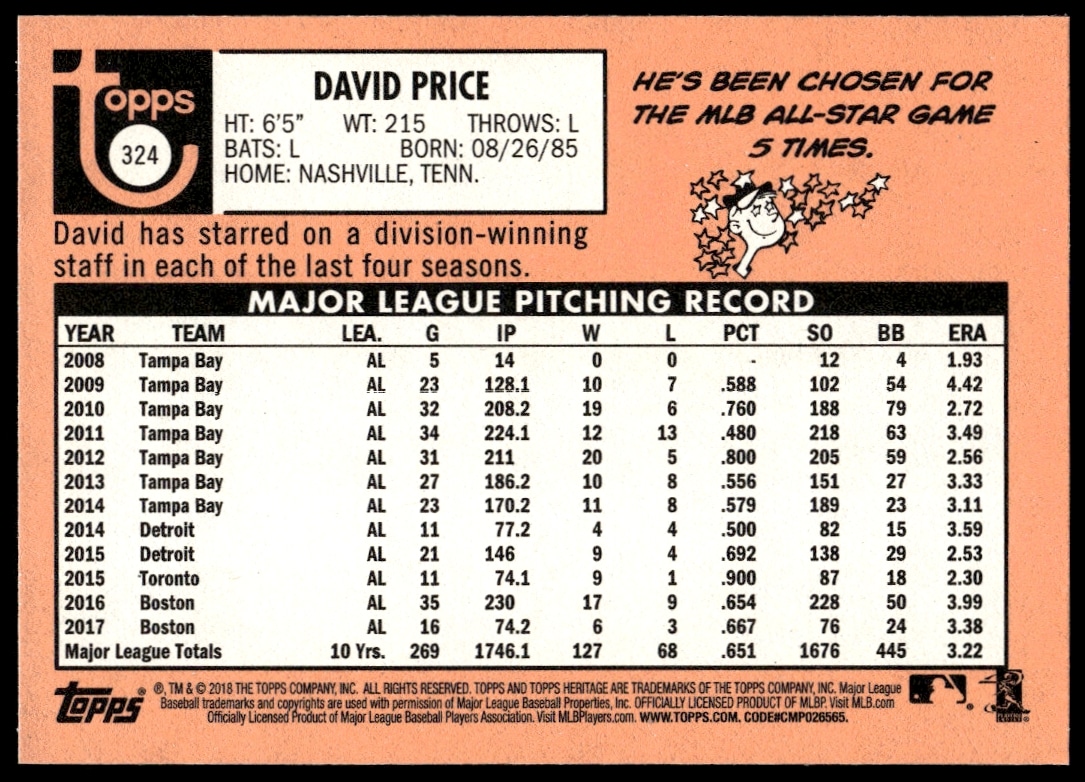 Topps
324
DAVID PRICE
HT: 6'5" WT: 215 THROWS: L
BATS: L BORN: 08/26/85
HOME: NASHVILLE, TENN.
HE'S BEEN CHOSEN FOR
THE MLB ALL-STAR GAME
5 TIMES.
David has starred on a division-winning
staff in each of the last four seasons.
MAJOR LEAGUE PITCHING RECORD
YEAR TEAM LEA. G IP W L PCT SO BB ERA
2008 Tampa Bay AL 5 14 0 0 - 12 4 1.93
2009 Tampa Bay AL 23 128.1 10 7 .588 102 54 4.42
2010 Tampa Bay AL 32 208.2 19 6 .760 188 79 2.72
2011 Tampa Bay AL 34 224.1 12 13 .480 218 63 3.49
2012 Tampa Bay AL 31 211 20 5 .800 205 59 2.56
2013 Tampa Bay AL 27 186.2 10 8 .556 151 27 3.33
2014 Tampa Bay AL 23 170.2 11 8 .579 189 23 3.11
2014 Detroit AL 11 77.2 4 4 .500 82 15 3.59
2015 Detroit AL 21 146 9 4 .692 138 29 2.53
2015 Toronto AL 11 74.1 9 1 .900 87 18 2.30
2016 Boston AL 35 230 17 9 .654 228 50 3.99
2017 Boston AL 16 74.2 6 3 .667 76 24 3.38
Major League Totals 10 Yrs. 269 1746.1 127 68 .651 1676 445 3.22
Topps®
®, TM & © 2018 THE TOPPS COMPANY, INC. ALL RIGHTS RESERVED. TOPPS AND TOPPS HERITAGE ARE TRADEMARKS OF THE TOPPS COMPANY, INC. Major League
Baseball trademarks and copyrights are used with permission of Major League Baseball Properties, Inc. OFFICIALLY LICENSED PRODUCT OF MLBP. Visit MLB.com
Officially Licensed Product of Major League Baseball Players Association. Visit MLBPlayers.com. WWW.TOPPS.COM. CODE#CMP026565.